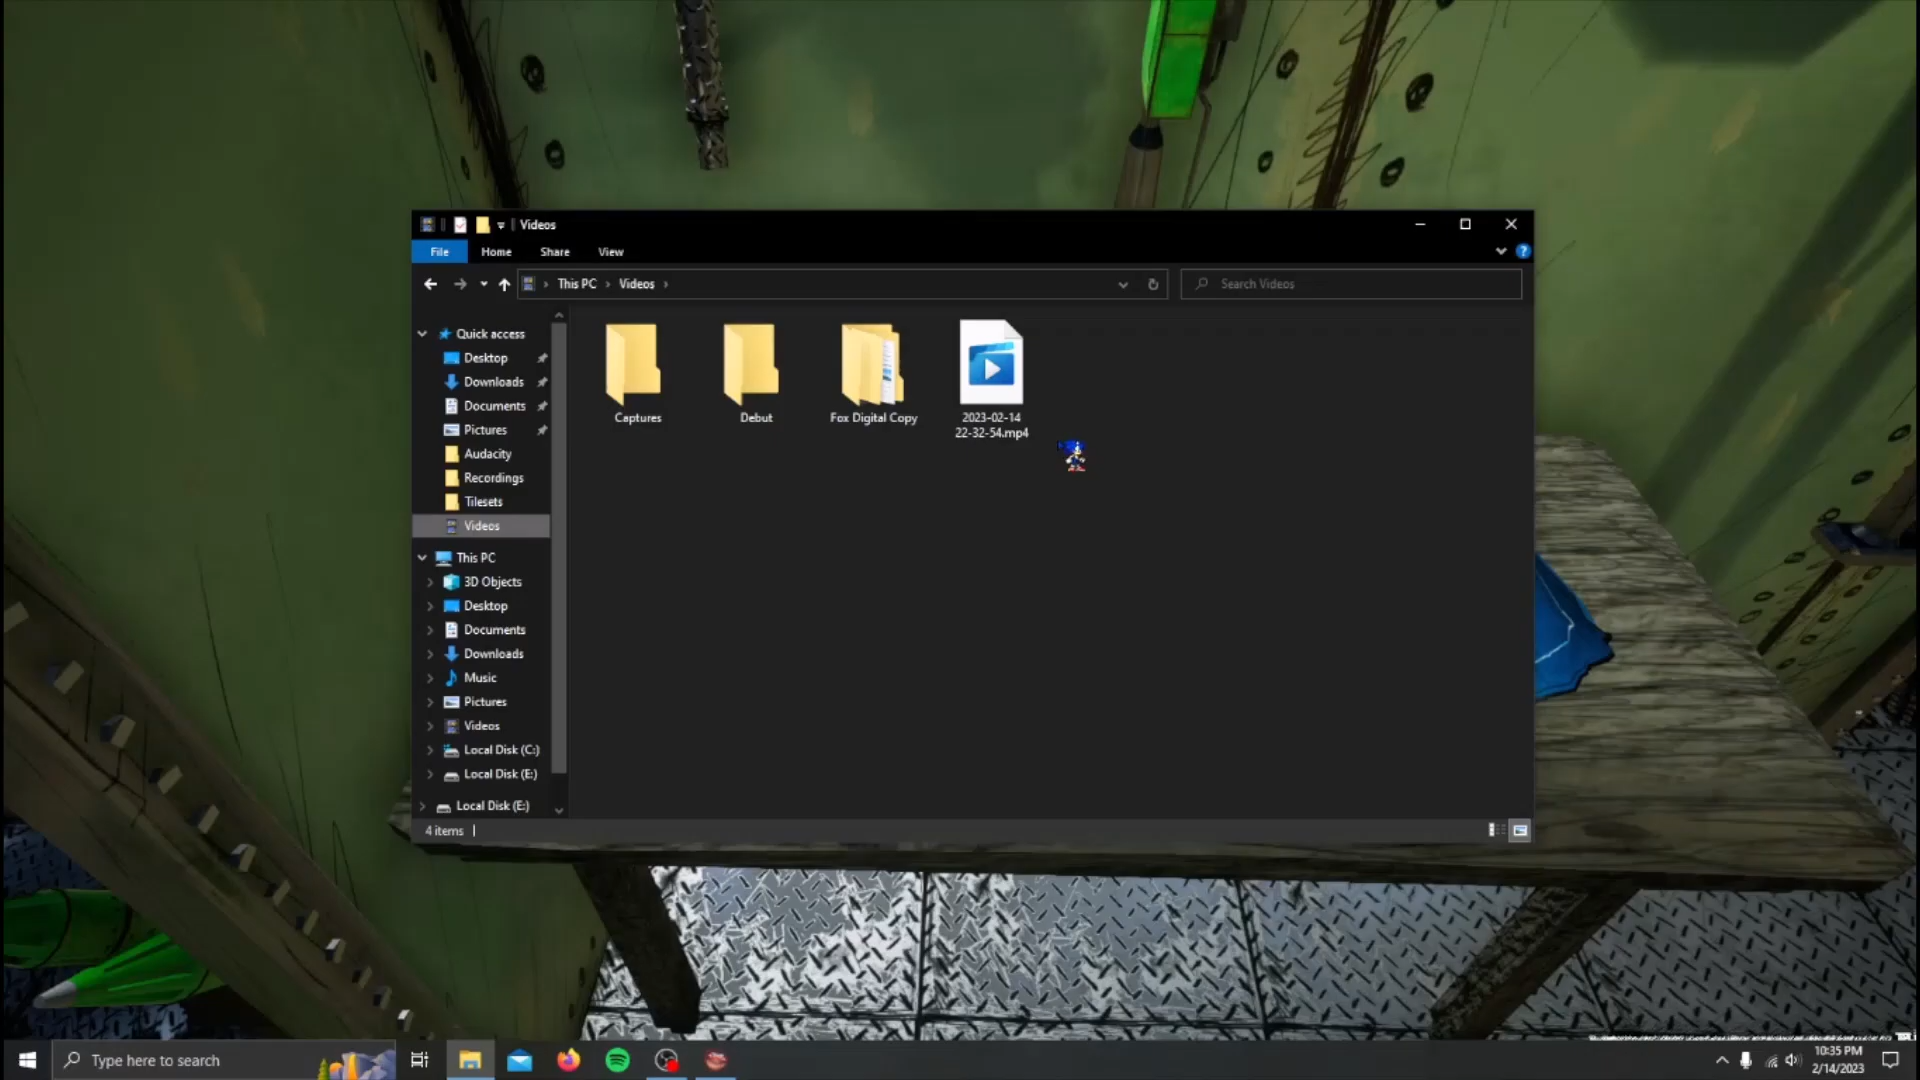 Videos
File Home Share View
This PC Videos
Search Videos
Quick access
Desktop
Downloads
Documents
Pictures
Audacity
Recordings
Tilesets
Videos
This PC
3D Objects
Desktop
Documents
Downloads
Music
Pictures
Videos
Local Disk (C:)
Local Disk (E:)
Local Disk (E:)
Captures
Debut
Fox Digital Copy
2023-02-14
22-32-54.mp4
4 items
Type here to search
10:35 PM
2/14/2023